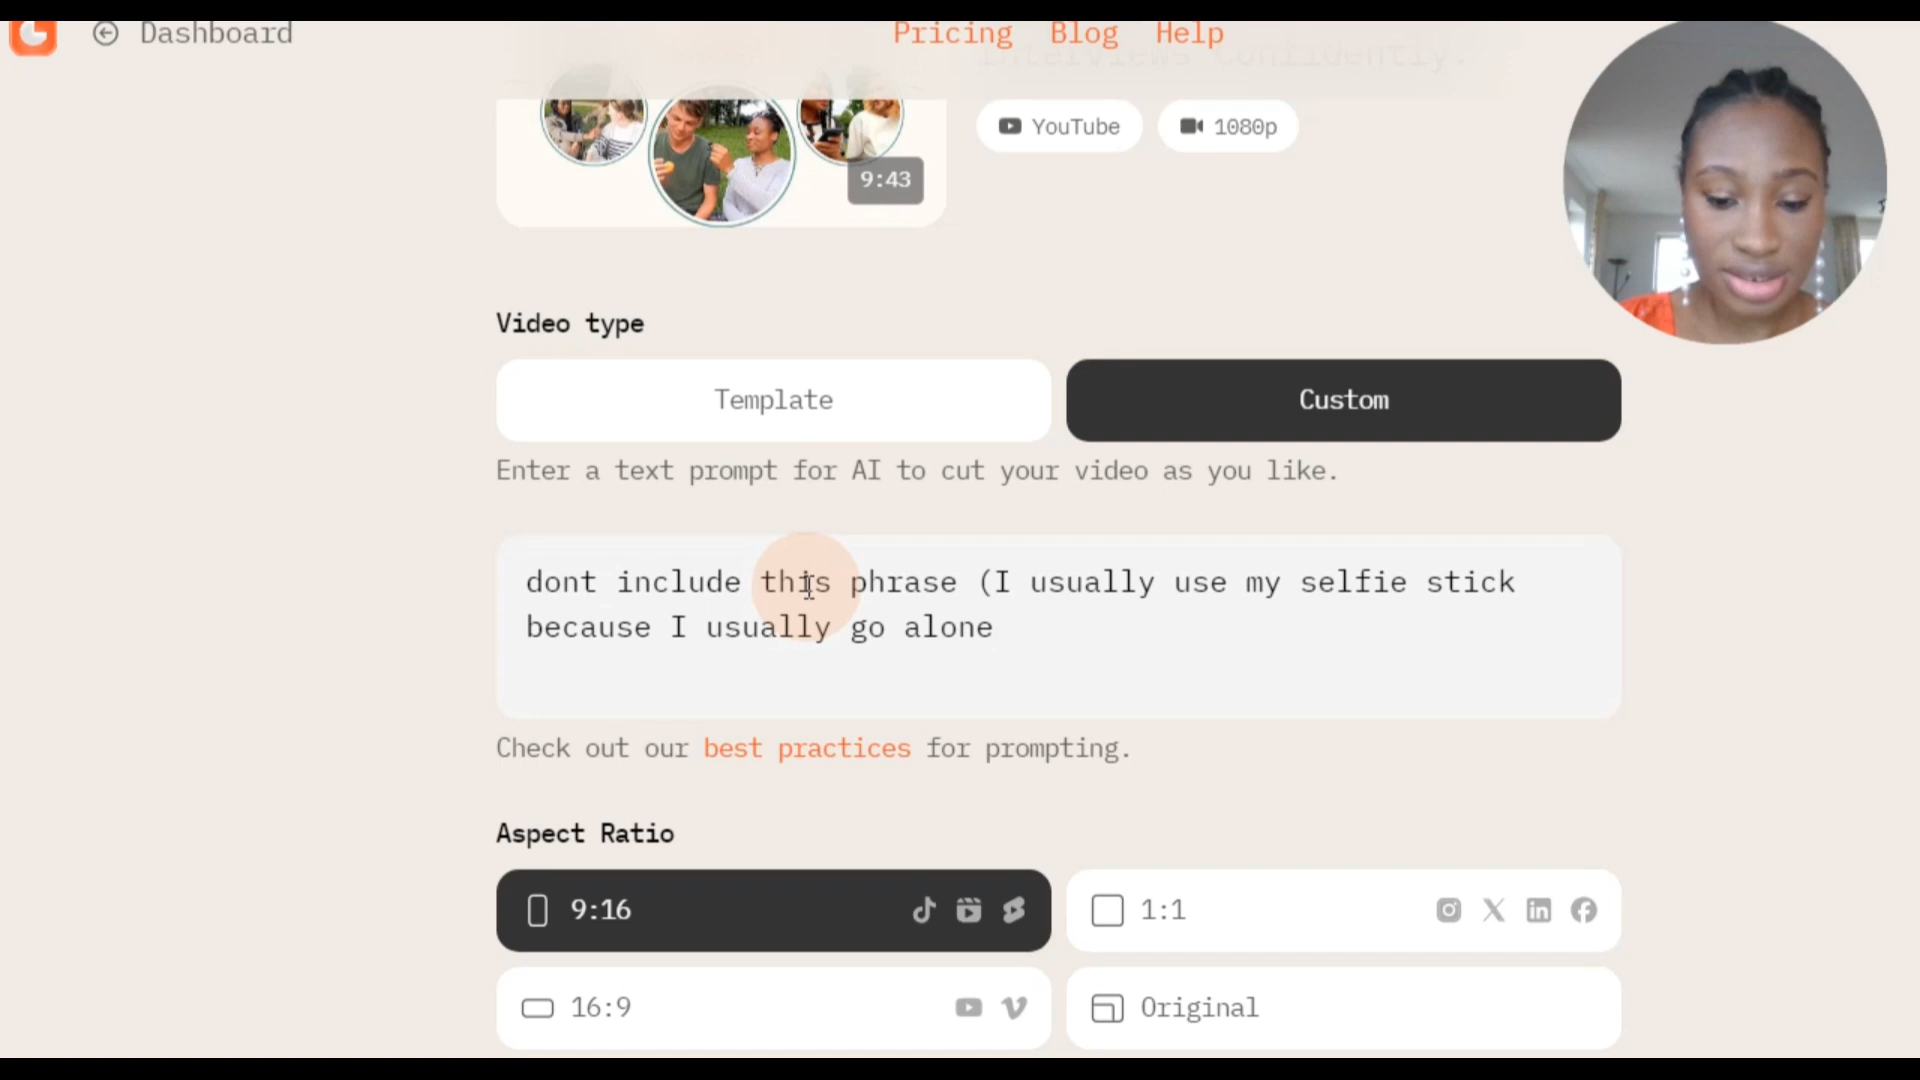 Dashboard
Pricing Blog Help
Interviews Confidently.
YouTube 1080p
9:43
Video type
Template Custom
Enter a text prompt for AI to cut your video as you like.
dont include this phrase (I usually use my selfie stick
because I usually go alone
Check out our best practices for prompting.
Aspect Ratio
9:16 1:1
16:9 Original